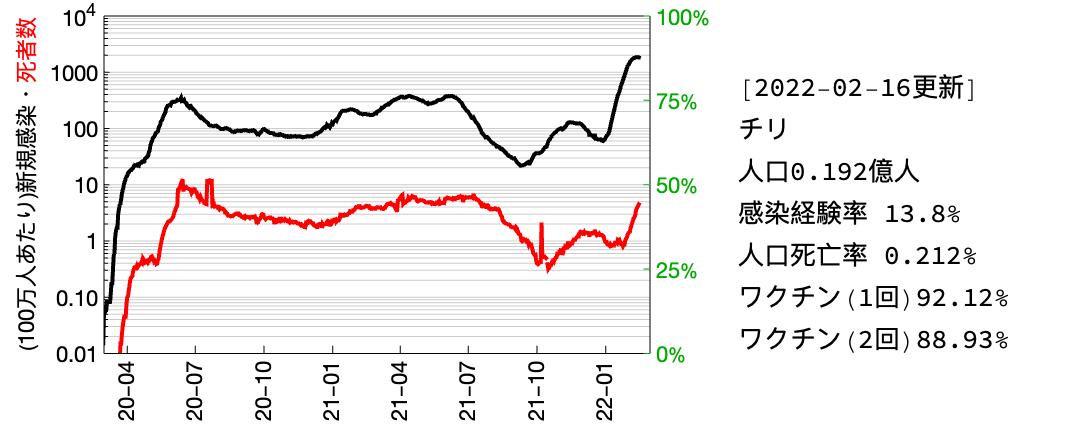 (100万人あたり)新規感染・死者数
10^4
1000
100
10
1
0.10
0.01
100%
75%
50%
25%
0%
20-04
20-07
20-10
21-01
21-04
21-07
21-10
22-01
[2022-02-16更新]
チリ
人口0.192億人
感染経験率 13.8%
人口死亡率 0.212%
ワクチン(1回)92.12%
ワクチン(2回)88.93%